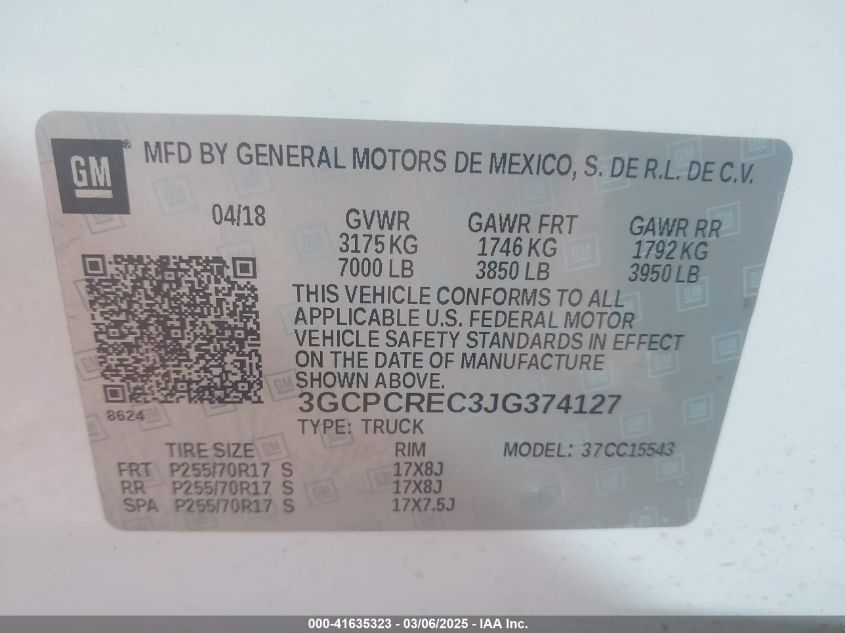 GM
MFD BY GENERAL MOTORS DE MEXICO, S. DE R.L. DE C.V.
04/18 GVWR GAWR FRT GAWR RR
3175 KG 1746 KG 1792 KG
7000 LB 3850 LB 3950 LB
THIS VEHICLE CONFORMS TO ALL
APPLICABLE U.S. FEDERAL MOTOR
VEHICLE SAFETY STANDARDS IN EFFECT
ON THE DATE OF MANUFACTURE
SHOWN ABOVE.
8624
3GCPCREC3JG374127
TYPE: TRUCK
TIRE SIZE RIM MODEL: 37CC15543
FRT P255/70R17 S 17X8J
RR P255/70R17 S 17X8J
SPA P255/70R17 S 17X7.5J
000-41635323 - 03/06/2025 - IAA Inc.